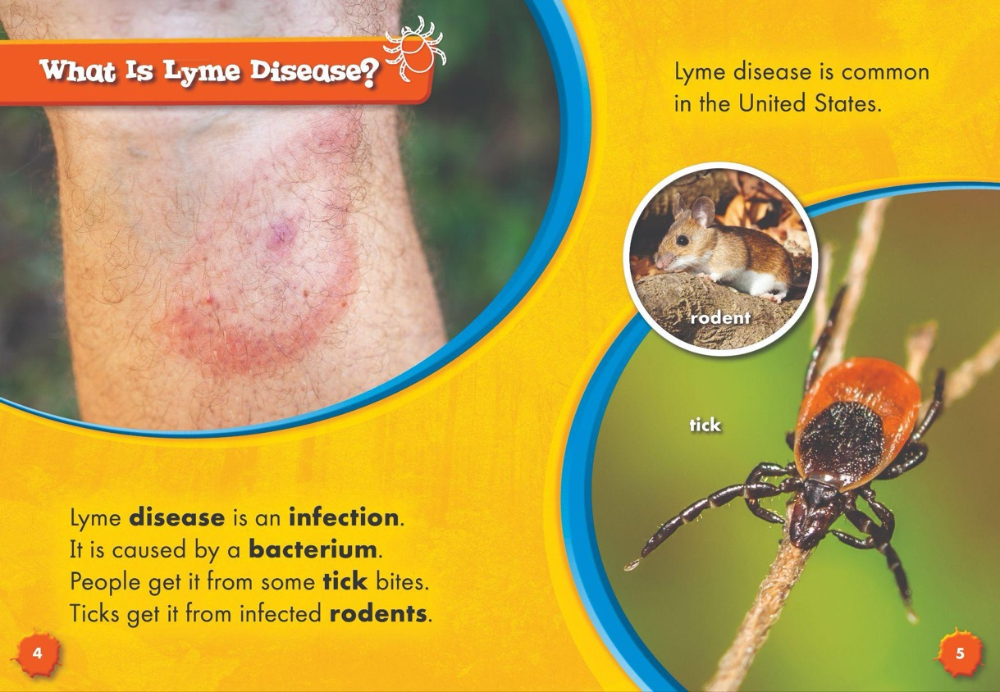 What Is Lyme Disease?
Lyme disease is an infection.
It is caused by a bacterium.
People get it from some tick bites.
Ticks get it from infected rodents.
4
Lyme disease is common
in the United States.
rodent
tick
5